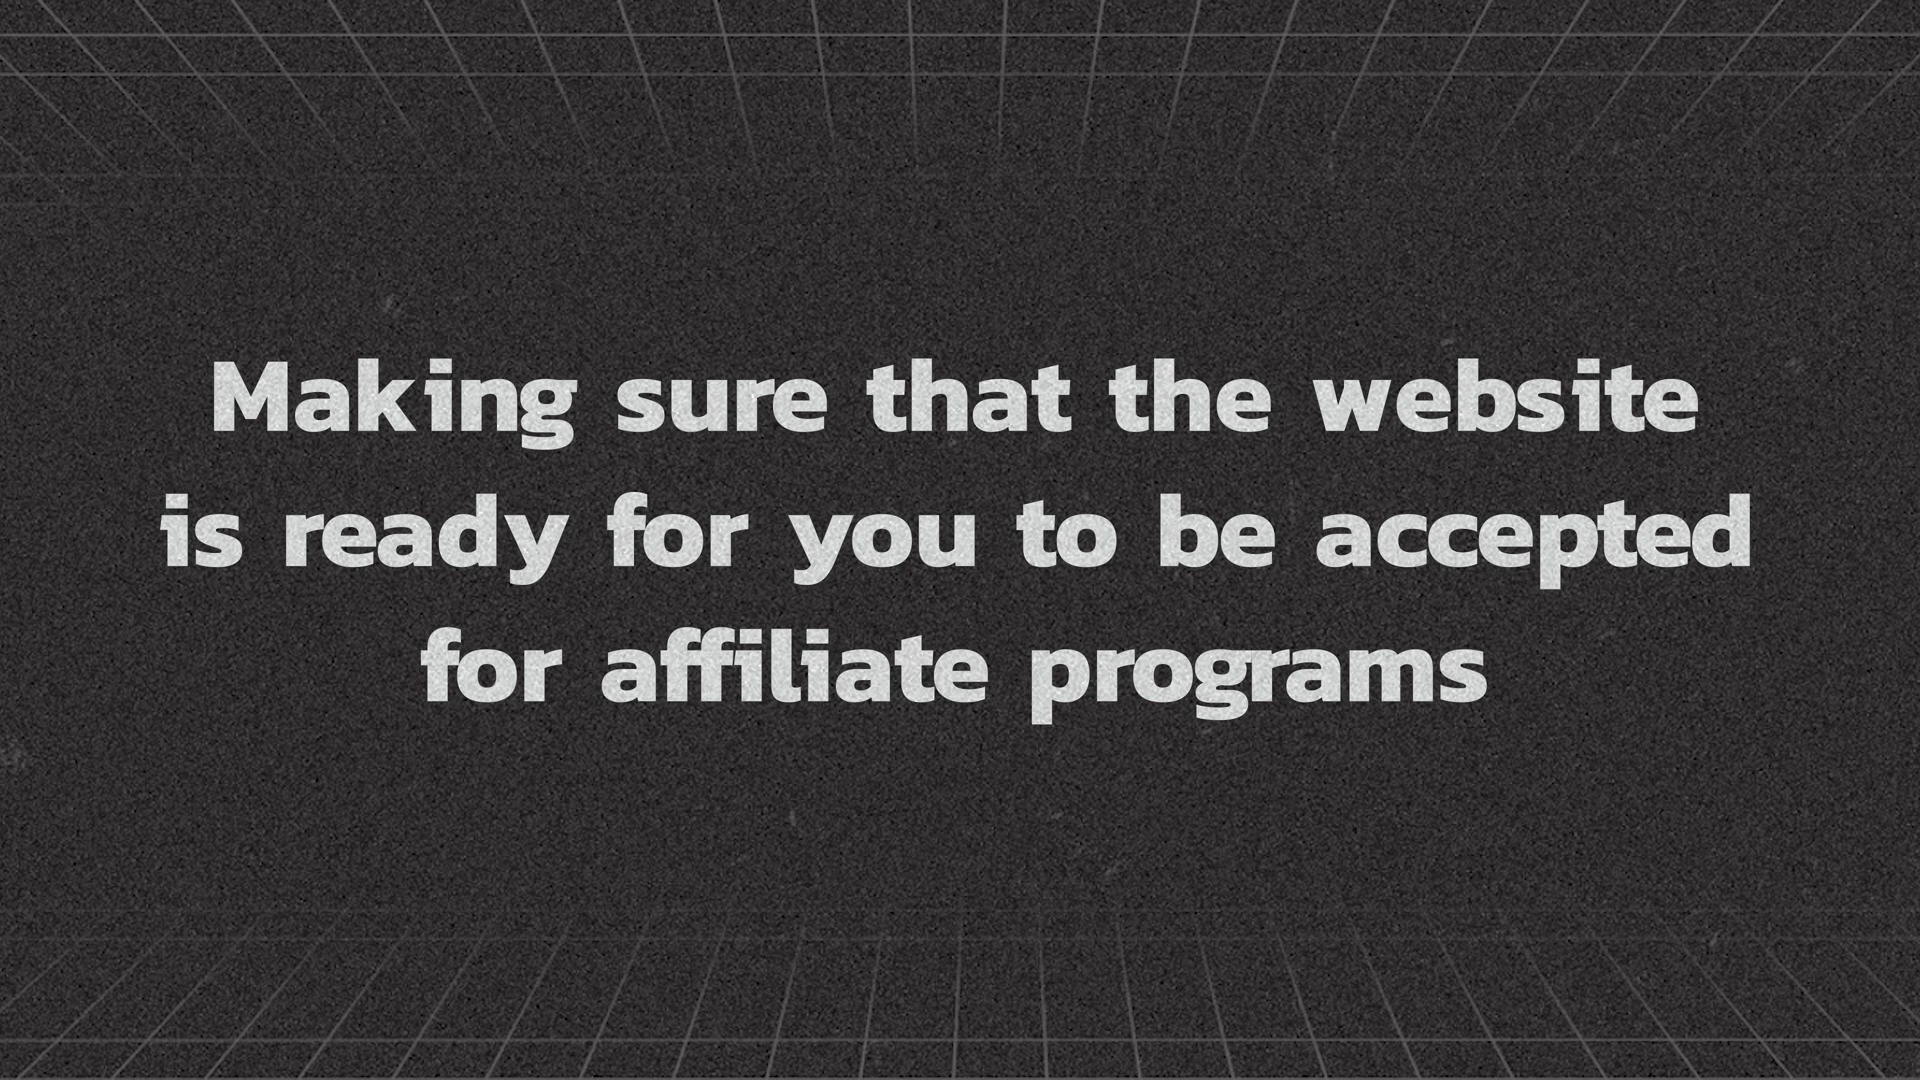 Making sure that the website
is ready for you to be accepted
for affiliate programs